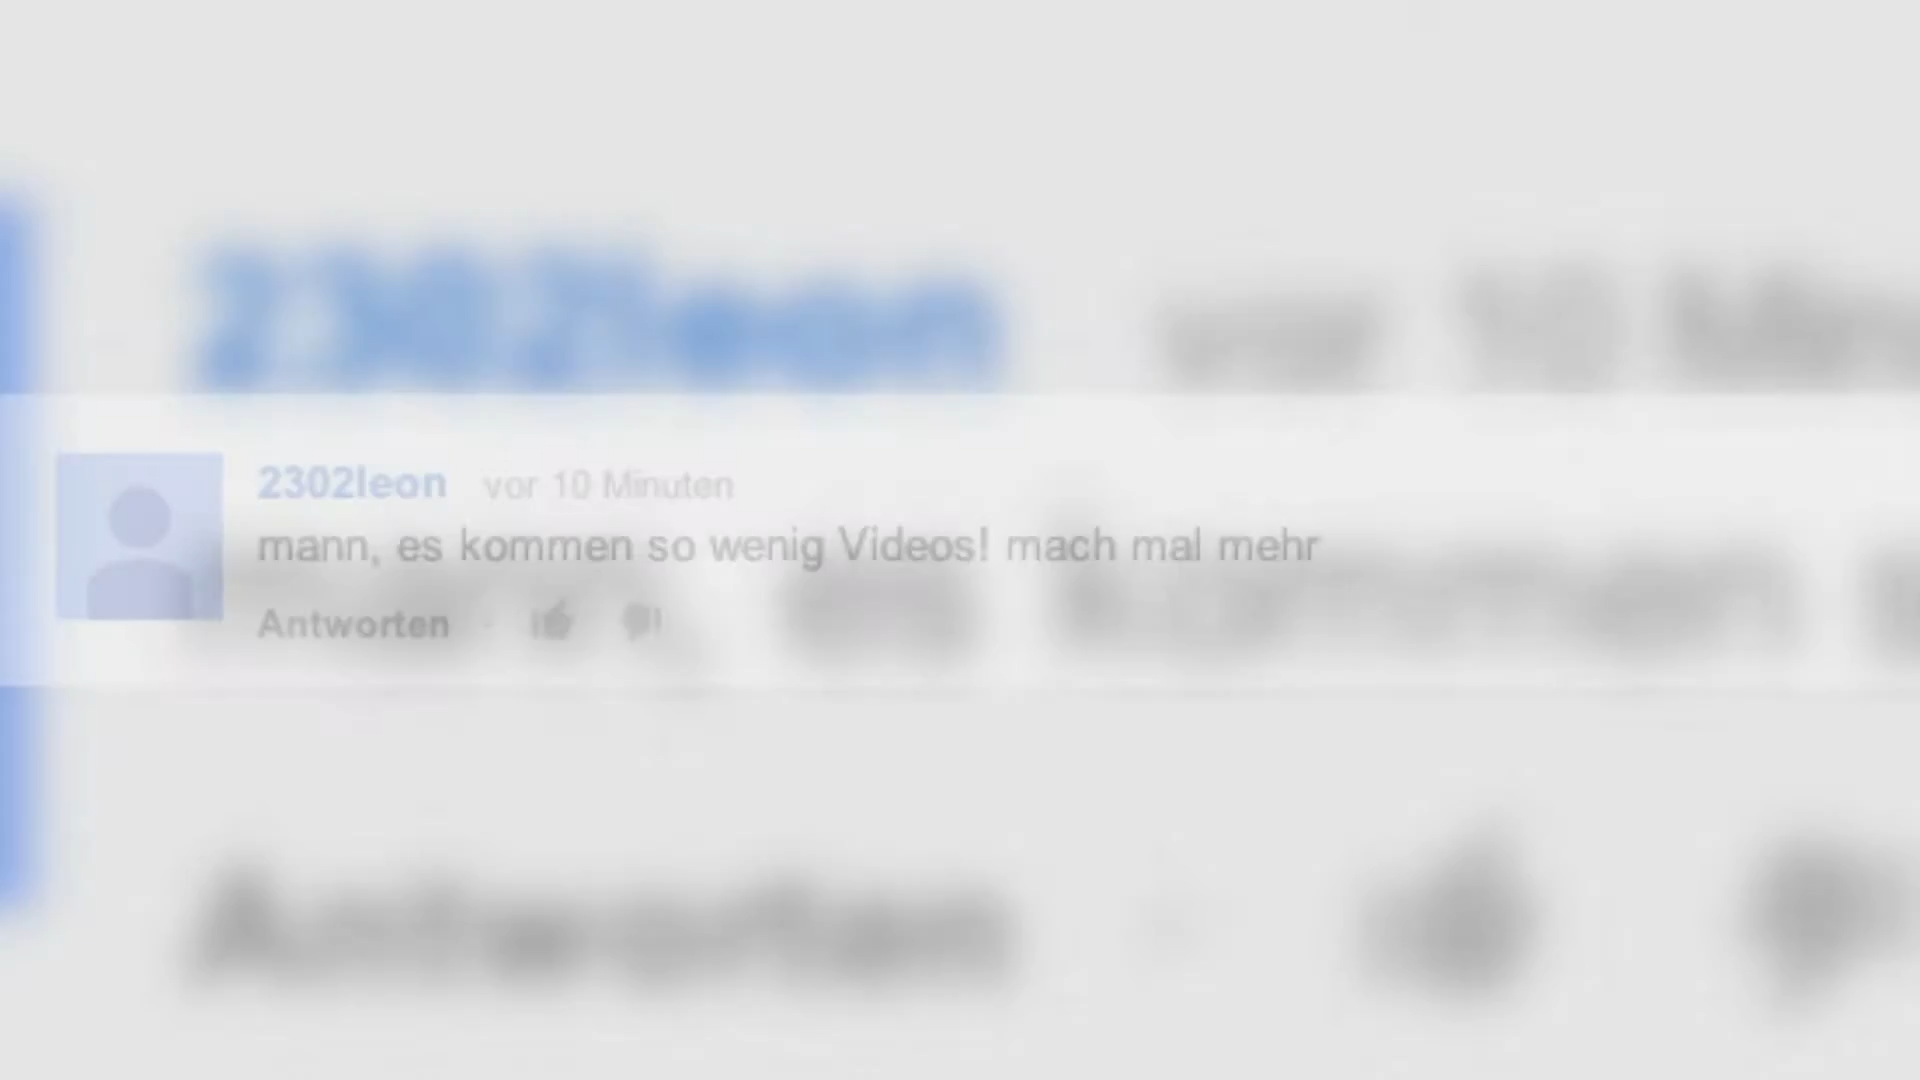 2302leon vor 10 Minuten
mann, es kommen so wenig Videos! mach mal mehr
Antworten